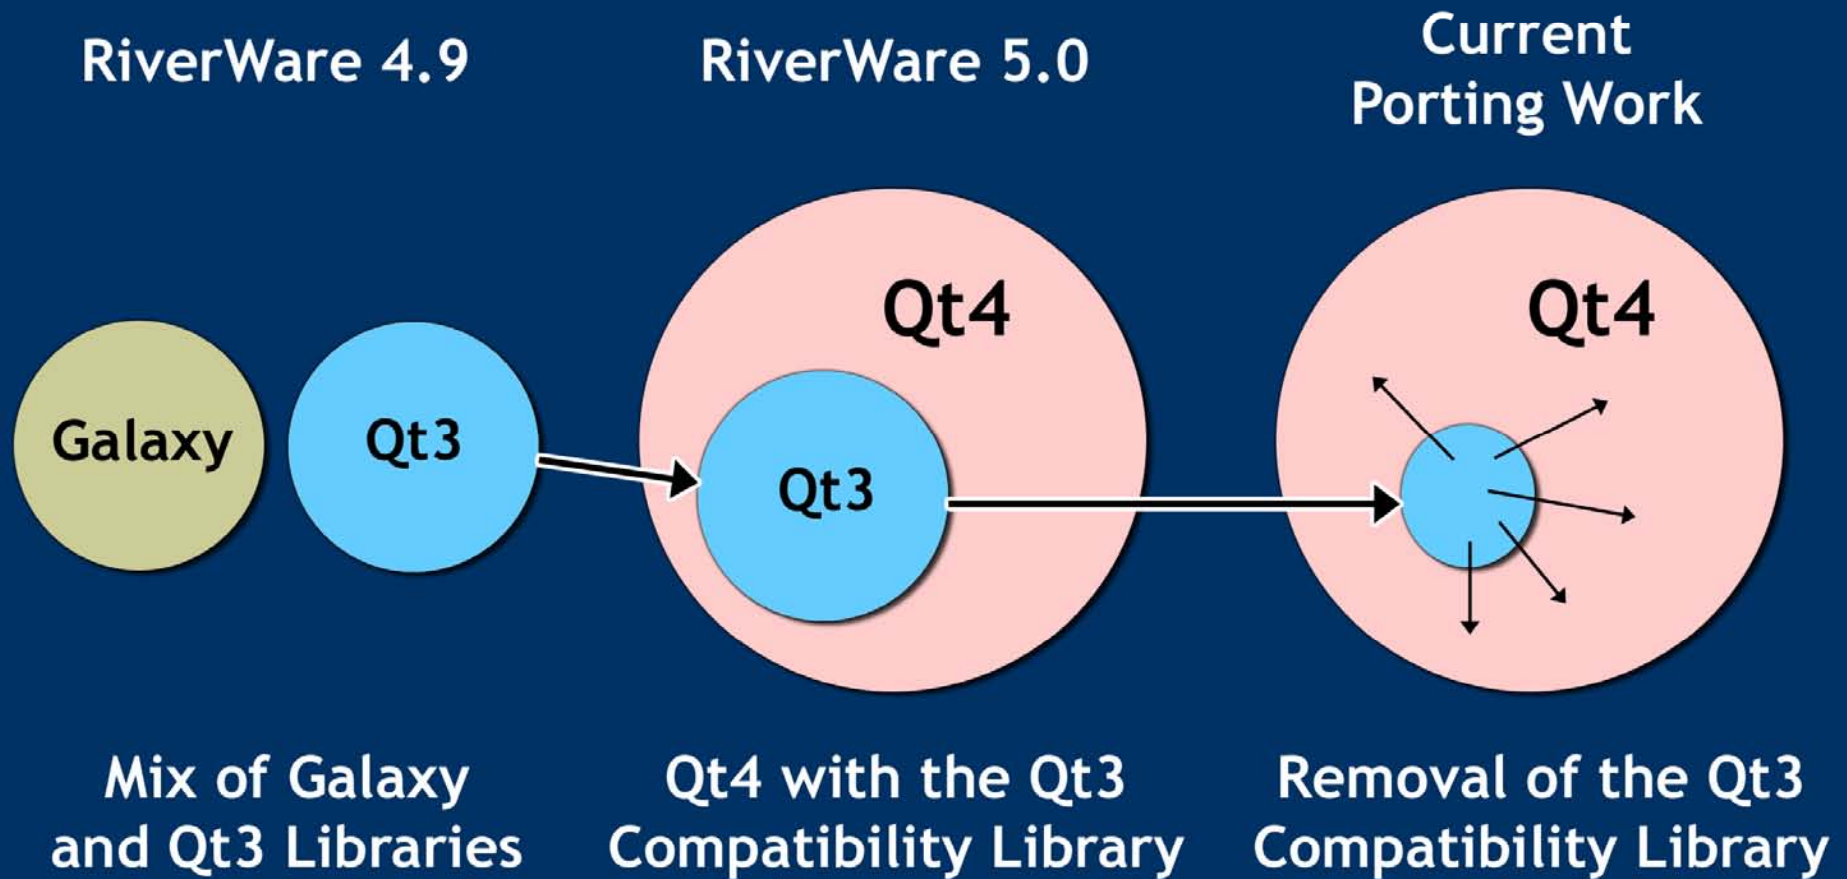 RiverWare 4.9
RiverWare 5.0
Current
Porting Work
Galaxy
Qt3
Qt4
Qt3
Qt4
Mix of Galaxy
and Qt3 Libraries
Qt4 with the Qt3
Compatibility Library
Removal of the Qt3
Compatibility Library